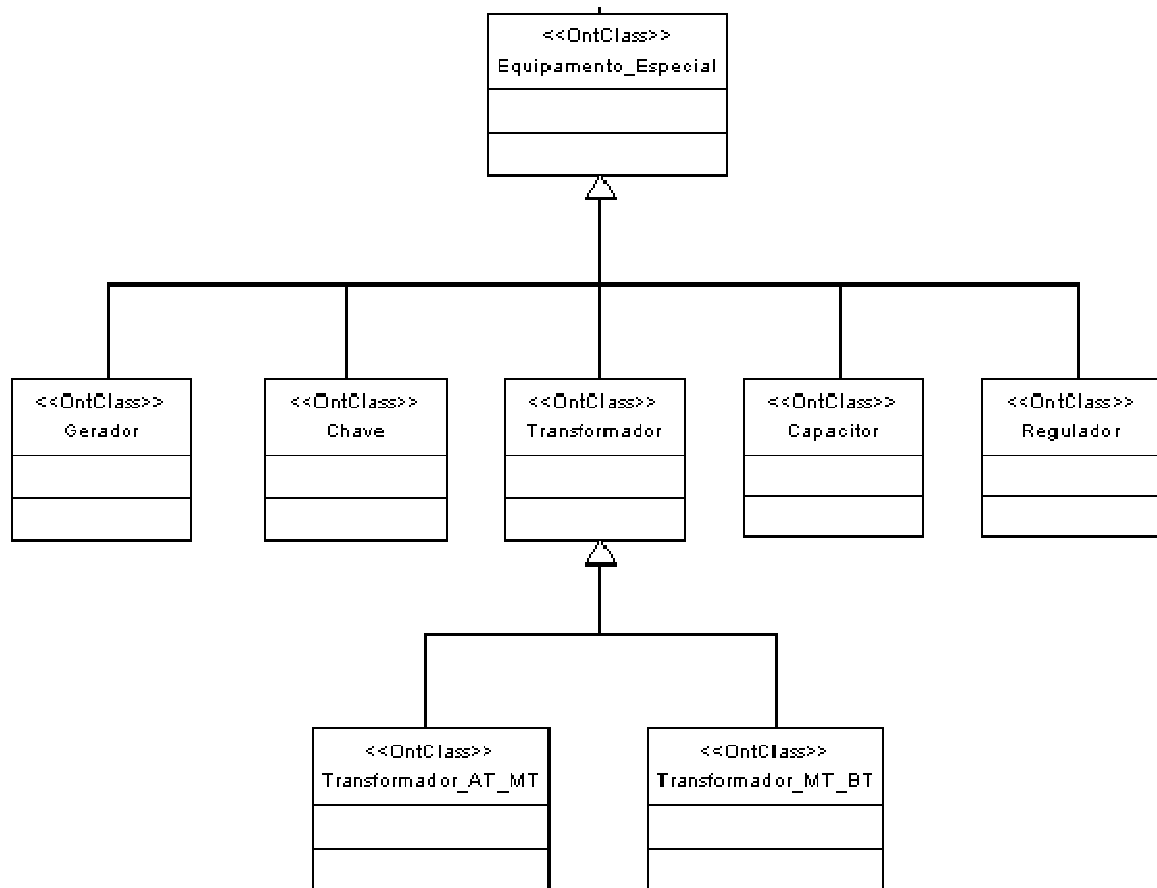 <<OntClass>>
Equipamento_Especial
<<OntClass>>
Gerador
<<OntClass>>
Chave
<<OntClass>>
Transformador
<<OntClass>>
Capacitor
<<OntClass>>
Regulador
<<OntClass>>
Transformador_AT_MT
<<OntClass>>
Transformador_MT_BT